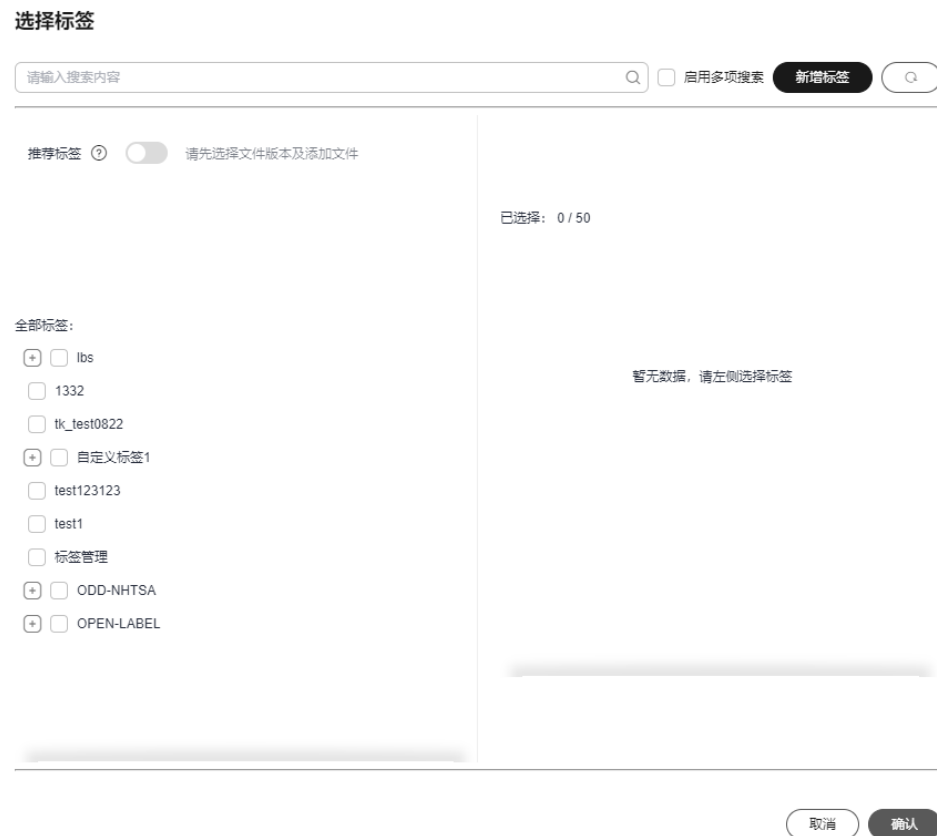 选择标签
请输入搜索内容
启用多项搜索
新增标签
推荐标签 ? 请先选择文件版本及添加文件
已选择： 0 / 50
全部标签：
lbs
1332
tk_test0822
自定义标签1
test123123
test1
标签管理
ODD-NHTSA
OPEN-LABEL
暂无数据，请左侧选择标签
取消
确认